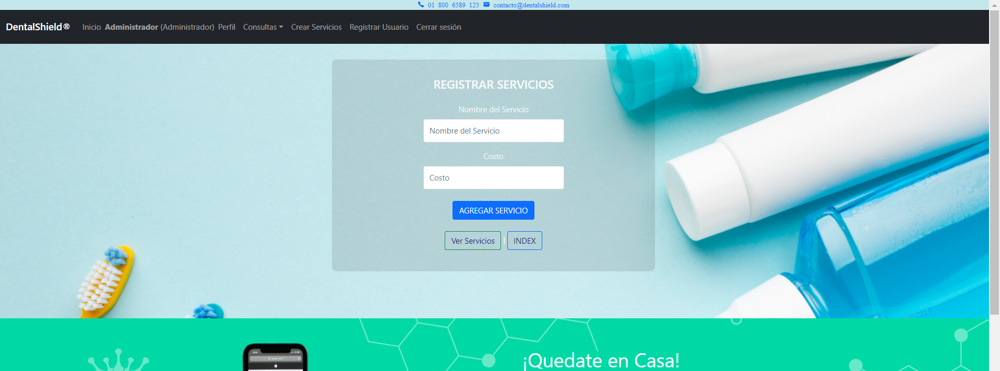 01 800 6589 125 contacto@dentalshield.com
DentalShield® Inicio Administrador (Administrador) Perfil Consultas Crear Servicios Registrar Usuario Cerrar sesión
REGISTRAR SERVICIOS
Nombre del Servicio
Nombre del Servicio
Costo
Costo
AGREGAR SERVICIO
Ver Servicios | INDEX
¡Quedate en Casa!